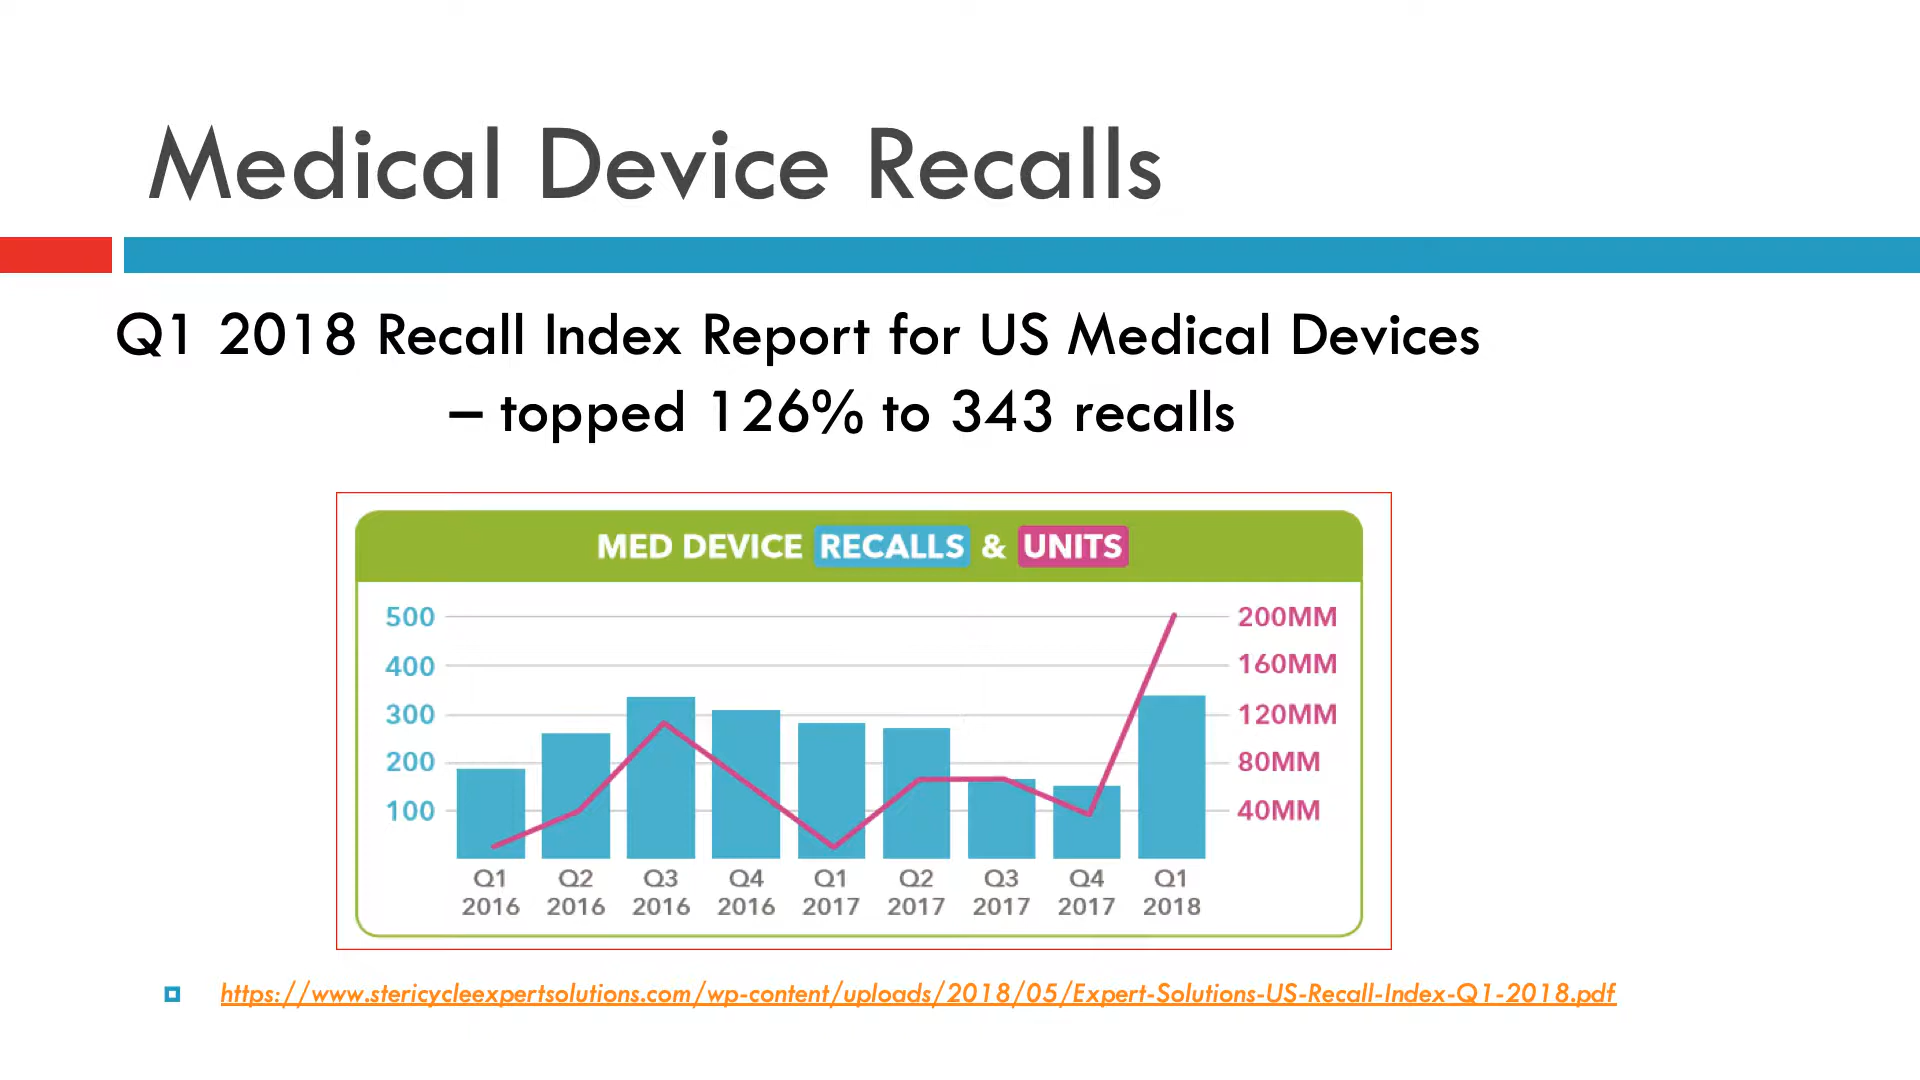 Medical Device Recalls
Q1 2018 Recall Index Report for US Medical Devices
– topped 126% to 343 recalls
MED DEVICE RECALLS & UNITS
500 200MM
400 160MM
300 120MM
200 80MM
100 40MM
Q1 Q2 Q3 Q4 Q1 Q2 Q3 Q4 Q1
2016 2016 2016 2016 2017 2017 2017 2017 2018
https://www.stericycleexpertsolutions.com/wp-content/uploads/2018/05/Expert-Solutions-US-Recall-Index-Q1-2018.pdf